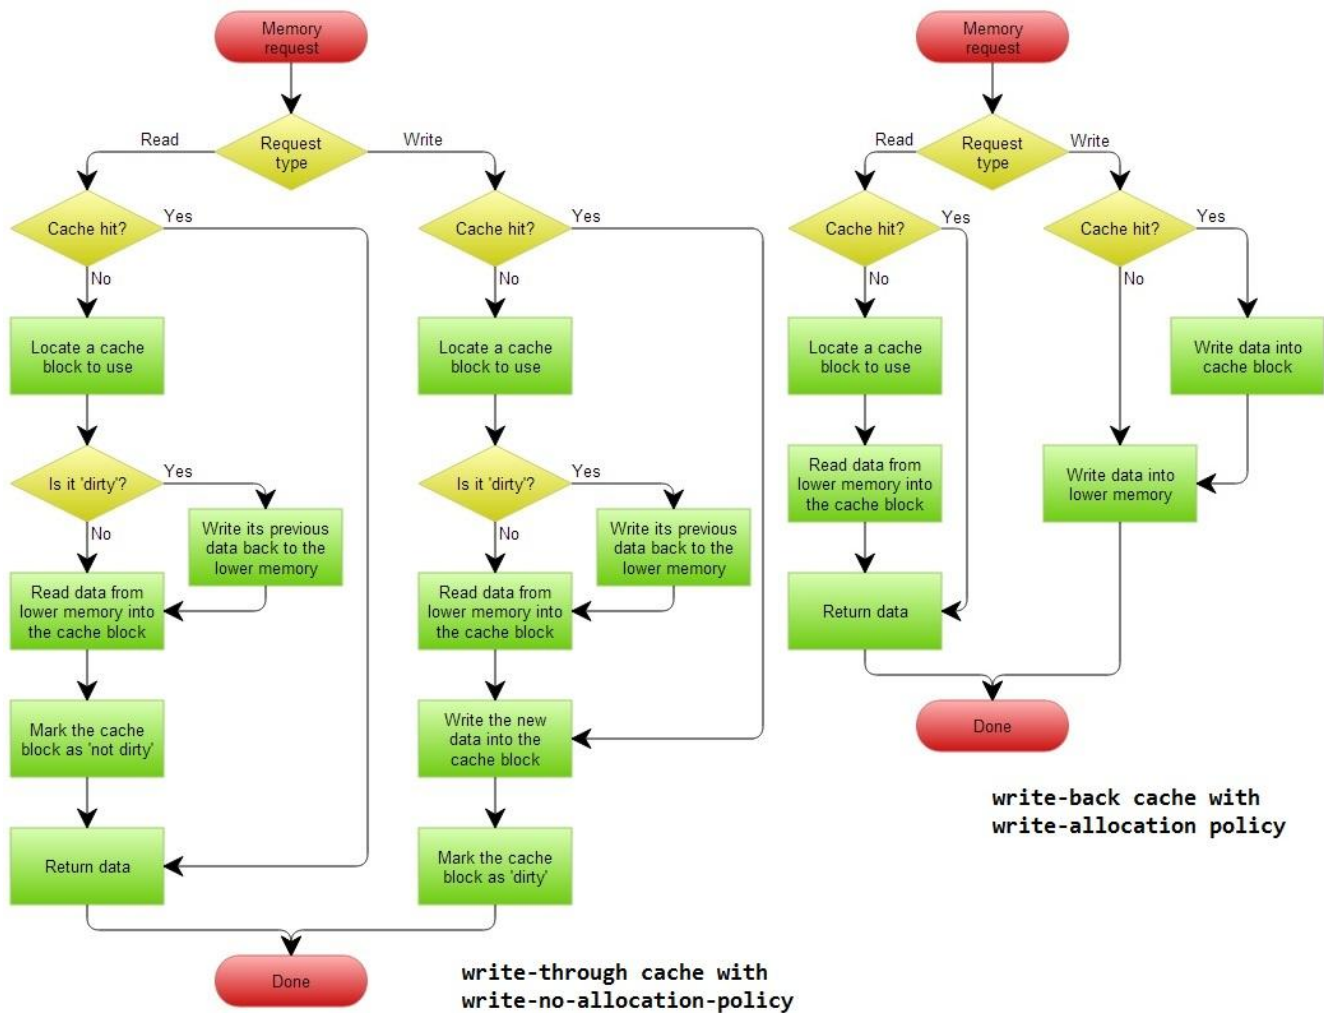 Memory
request
Request
type
Read
Write
Cache hit?
Yes
No
Cache hit?
Yes
No
Locate a cache
block to use
Locate a cache
block to use
Is it 'dirty'?
Yes
No
Is it 'dirty'?
Yes
No
Write its previous
data back to the
lower memory
Write its previous
data back to the
lower memory
Read data from
lower memory into
the cache block
Read data from
lower memory into
the cache block
Mark the cache
block as 'not dirty'
Write the new
data into the
cache block
Return data
Mark the cache
block as 'dirty'
Done
write-through cache with
write-no-allocation-policy
Memory
request
Request
type
Read
Write
Cache hit?
Yes
No
Cache hit?
Yes
No
Locate a cache
block to use
Write data into
cache block
Read data from
lower memory into
the cache block
Write data into
lower memory
Return data
Done
write-back cache with
write-allocation policy